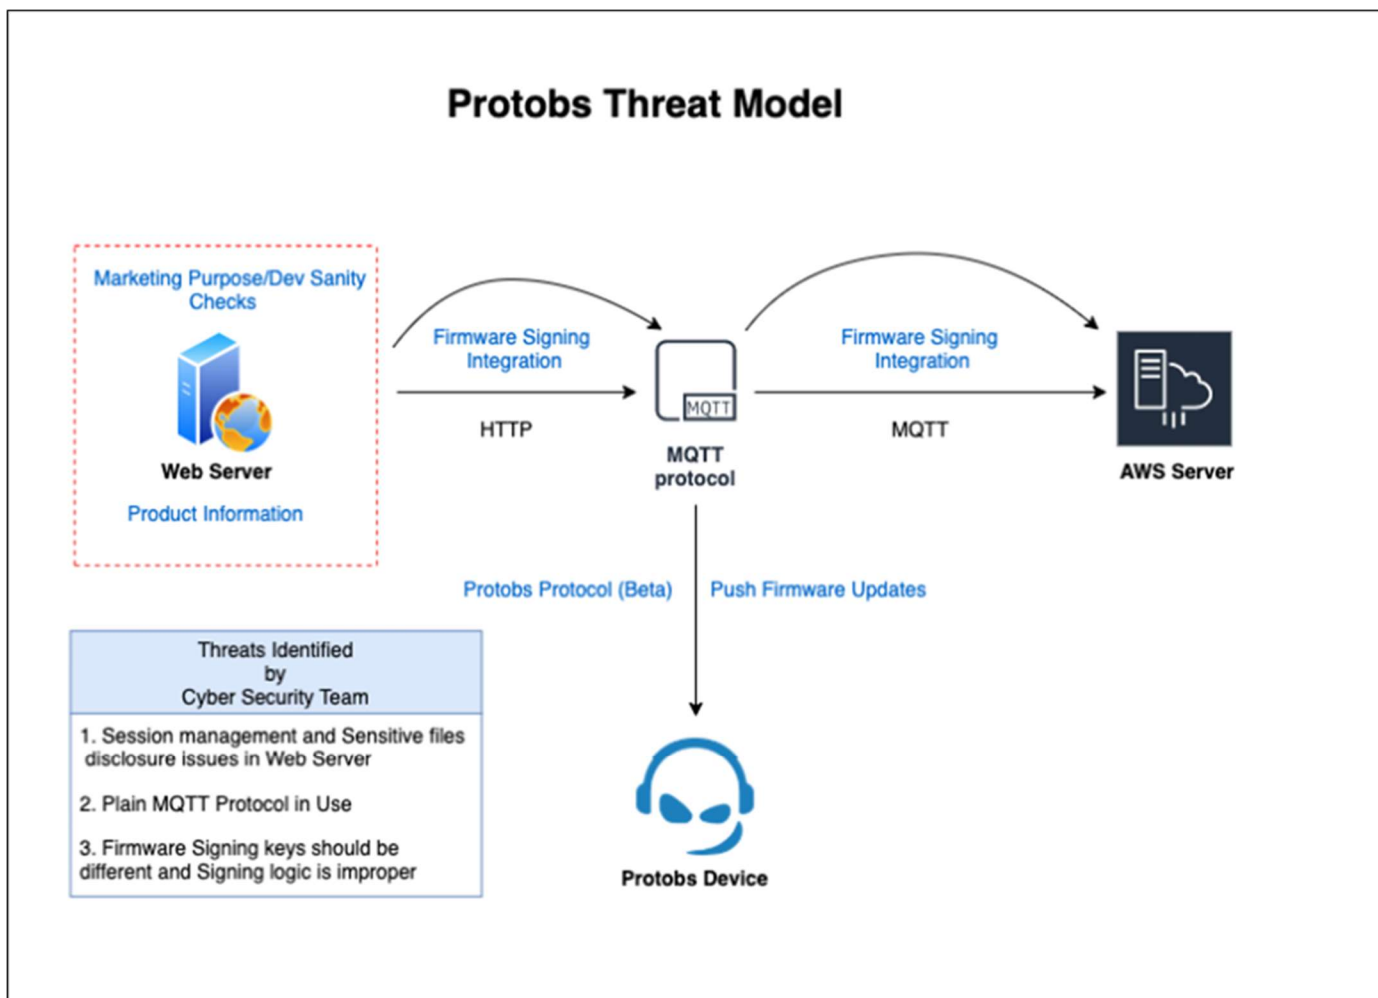 Protobs Threat Model
Marketing Purpose/Dev Sanity
Checks
Web Server
Product Information
Firmware Signing
Integration
HTTP
MQTT
MQTT
protocol
Firmware Signing
Integration
MQTT
AWS Server
Protobs Protocol (Beta)
Push Firmware Updates
Protobs Device
Threats Identified
by
Cyber Security Team
1. Session management and Sensitive files
disclosure issues in Web Server
2. Plain MQTT Protocol in Use
3. Firmware Signing keys should be
different and Signing logic is improper